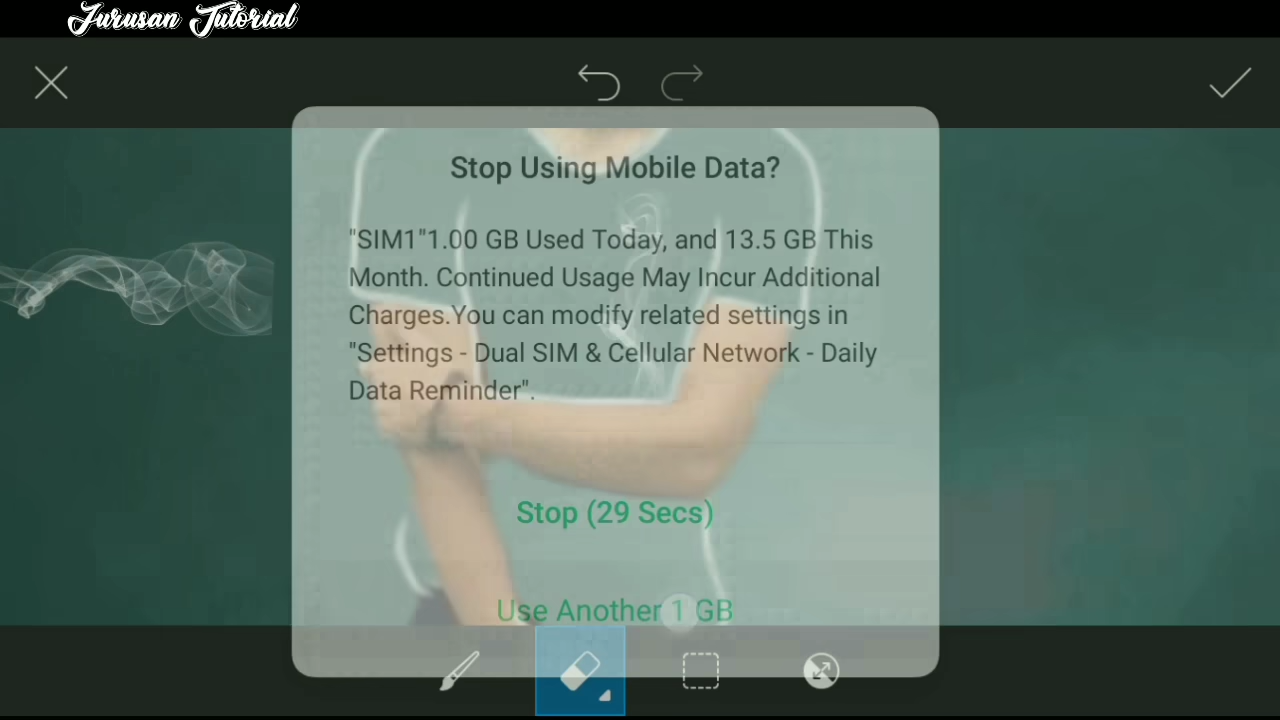 Jurusan Tutorial
Stop Using Mobile Data?
"SIM1"1.00 GB Used Today, and 13.5 GB This
Month. Continued Usage May Incur Additional
Charges.You can modify related settings in
"Settings - Dual SIM & Cellular Network - Daily
Data Reminder".
Stop (29 Secs)
Use Another 1 GB